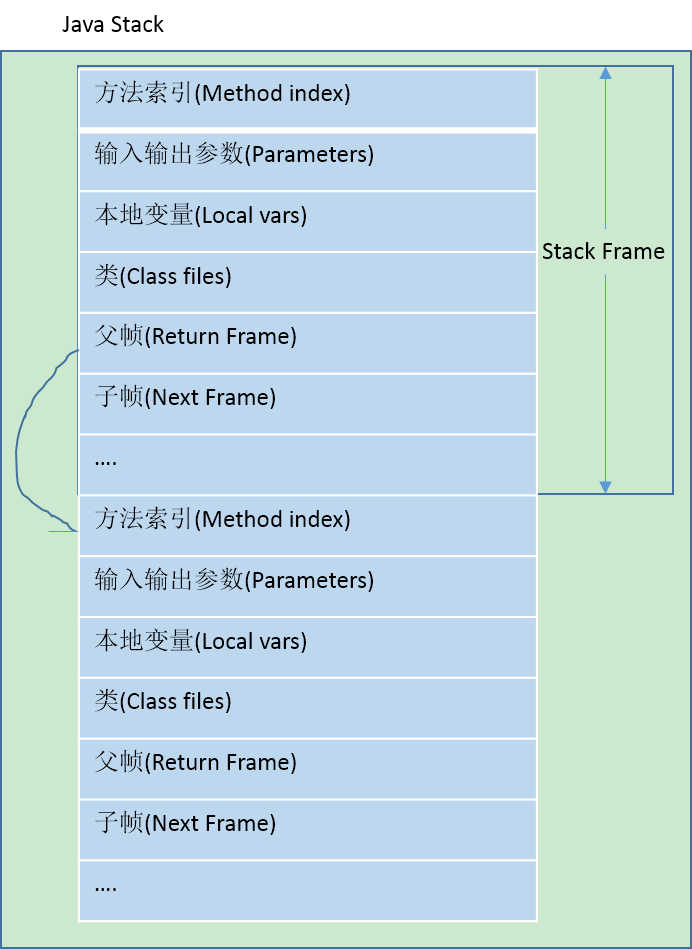 Java Stack
方法索引(Method index)
输入输出参数(Parameters)
本地变量(Local vars)
类(Class files)
Stack Frame
父帧(Return Frame)
子帧(Next Frame)
....
方法索引(Method index)
输入输出参数(Parameters)
本地变量(Local vars)
类(Class files)
父帧(Return Frame)
子帧(Next Frame)
....